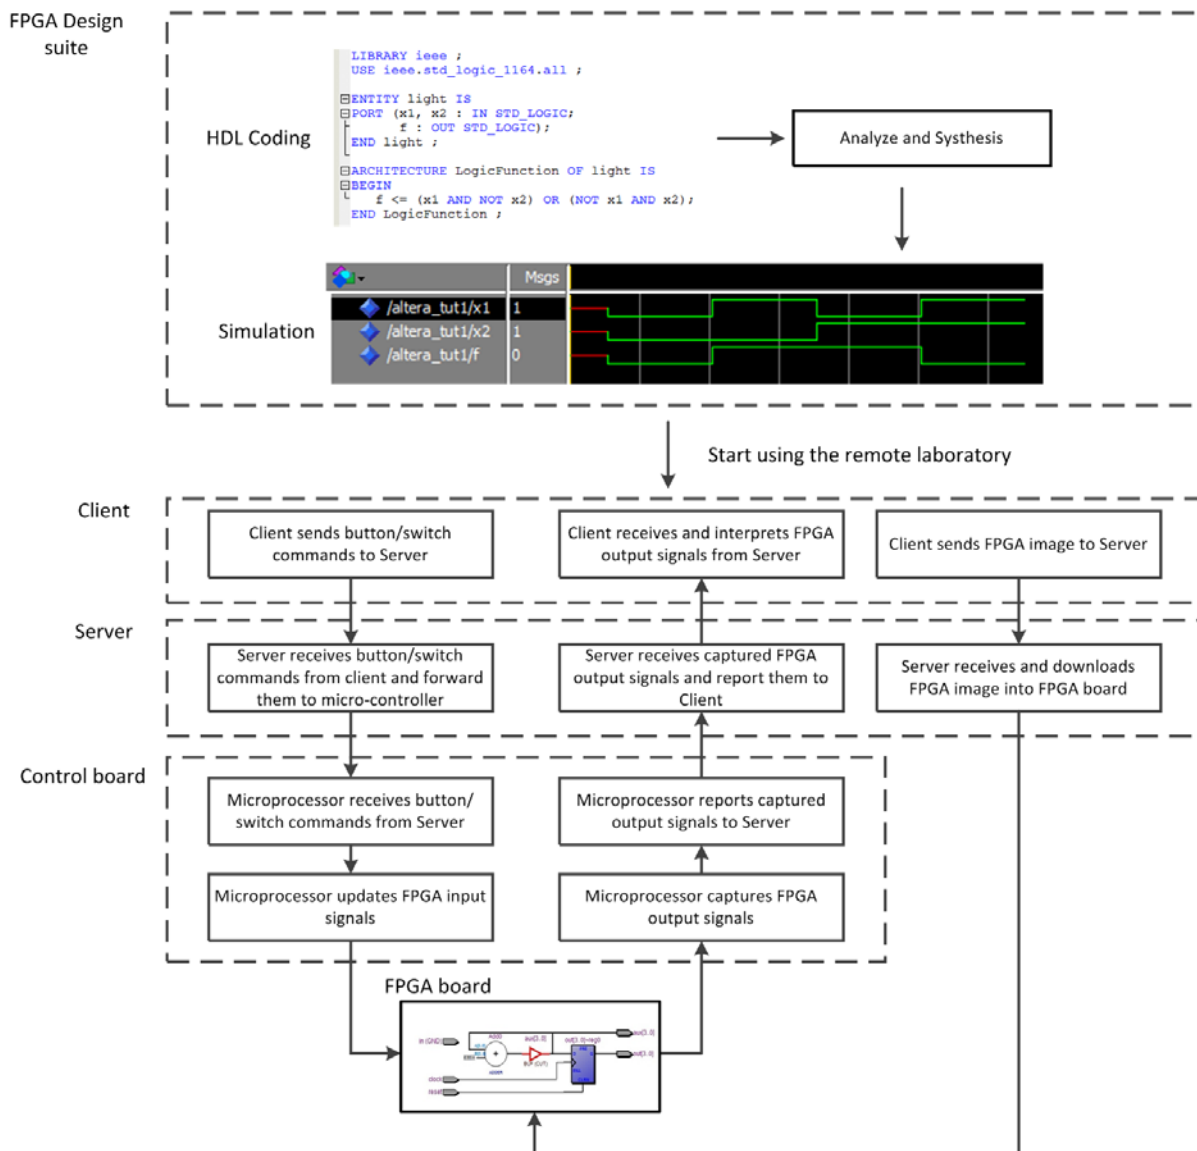 FPGA Design
suite
LIBRARY ieee ;
USE ieee.std_logic_1164.all ;
ENTITY light IS
PORT (x1, x2 : IN STD_LOGIC;
f : OUT STD_LOGIC);
END light ;
ARCHITECTURE LogicFunction OF light IS
BEGIN
f <= (x1 AND NOT x2) OR (NOT x1 AND x2);
END LogicFunction ;
HDL Coding
Analyze and Systhesis
Msgs
/altera_tut1/x1 1
/altera_tut1/x2 1
/altera_tut1/f 0
Simulation
Start using the remote laboratory
Client
Client sends button/switch
commands to Server
Client receives and interprets FPGA
output signals from Server
Client sends FPGA image to Server
Server
Server receives button/switch
commands from client and forward
them to micro-controller
Server receives captured FPGA
output signals and report them to
Client
Server receives and downloads
FPGA image into FPGA board
Control board
Microprocessor receives button/
switch commands from Server
Microprocessor reports captured
output signals to Server
Microprocessor updates FPGA input
signals
Microprocessor captures FPGA
output signals
FPGA board
clock
reset